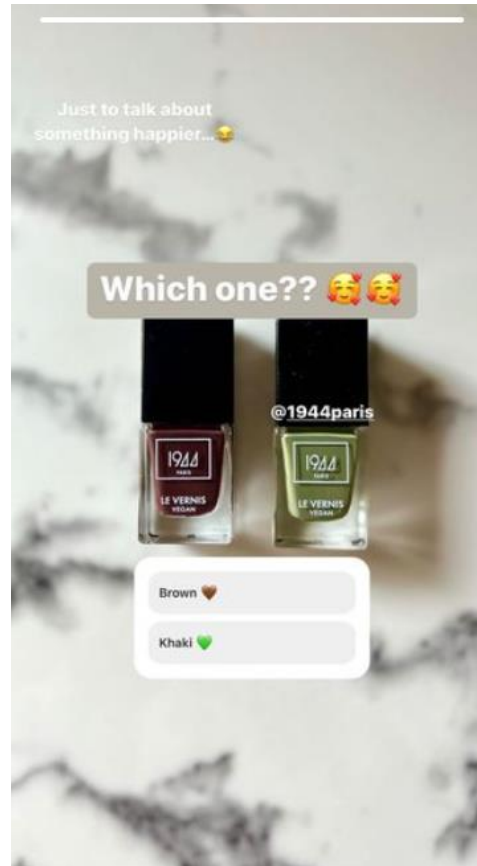 Just to talk about
something happier...😂
Which one?? 🥰🥰
@1944paris
1944
PARIS
LE VERNIS
VEGAN
1944
PARIS
LE VERNIS
VEGAN
Brown 🤎
Khaki 💚